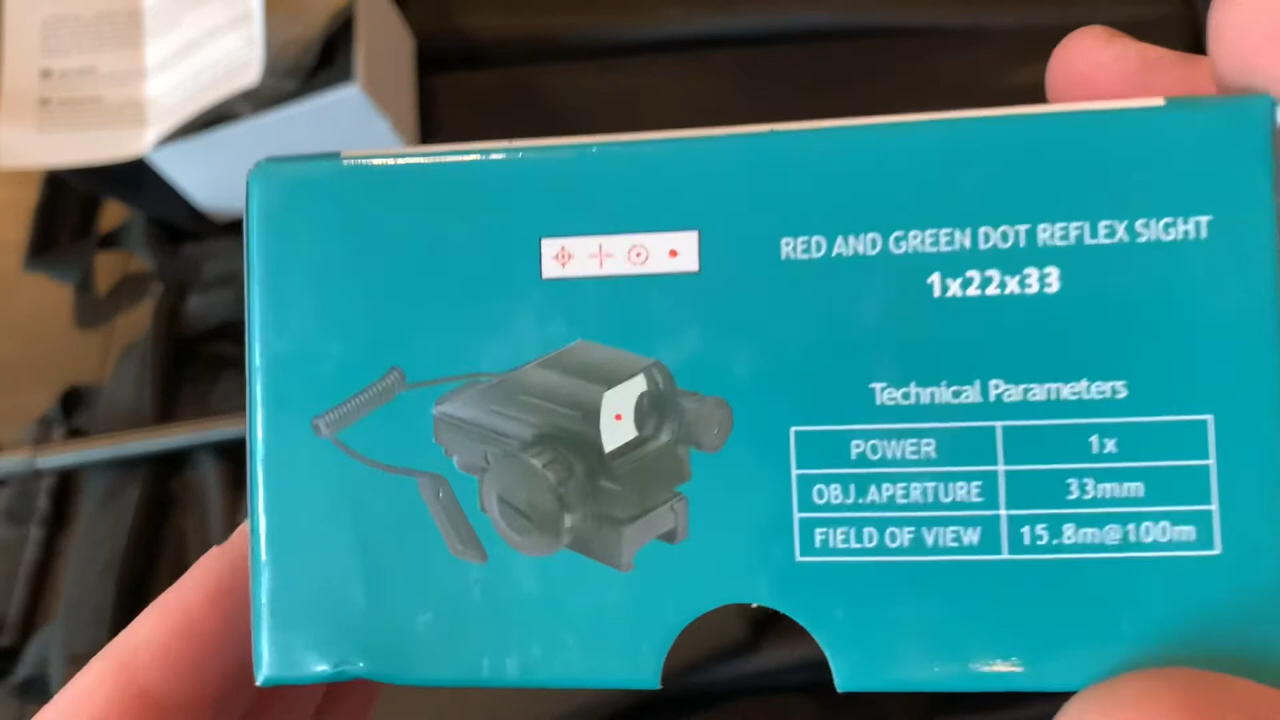 RED AND GREEN DOT REFLEX SIGHT
1x22x33
Technical Parameters
POWER 1x
OBJ.APERTURE 33mm
FIELD OF VIEW 15.8m@100m